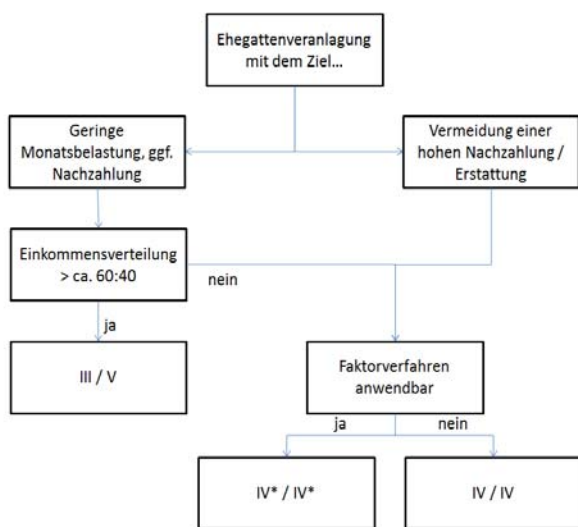 Ehegattenveranlagung
mit dem Ziel...
Geringe
Monatsbelastung, ggf.
Nachzahlung
Vermeidung einer
hohen Nachzahlung /
Erstattung
Einkommensverteilung
> ca. 60:40
nein
ja
III / V
Faktorverfahren
anwendbar
ja
nein
IV* / IV*
IV / IV